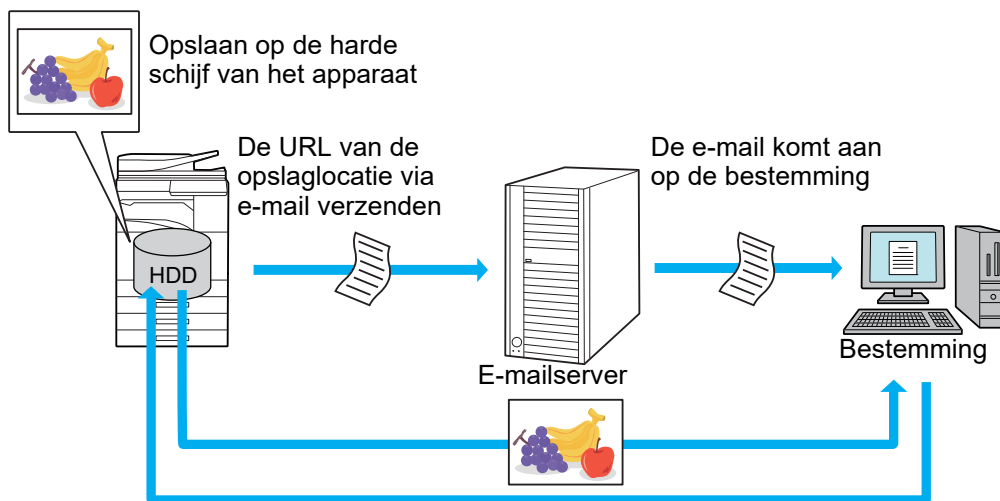 Opslaan op de harde
schijf van het apparaat
De URL van de
opslaglocatie via
e-mail verzenden
De e-mail komt aan
op de bestemming
HDD
E-mailserver
Bestemming